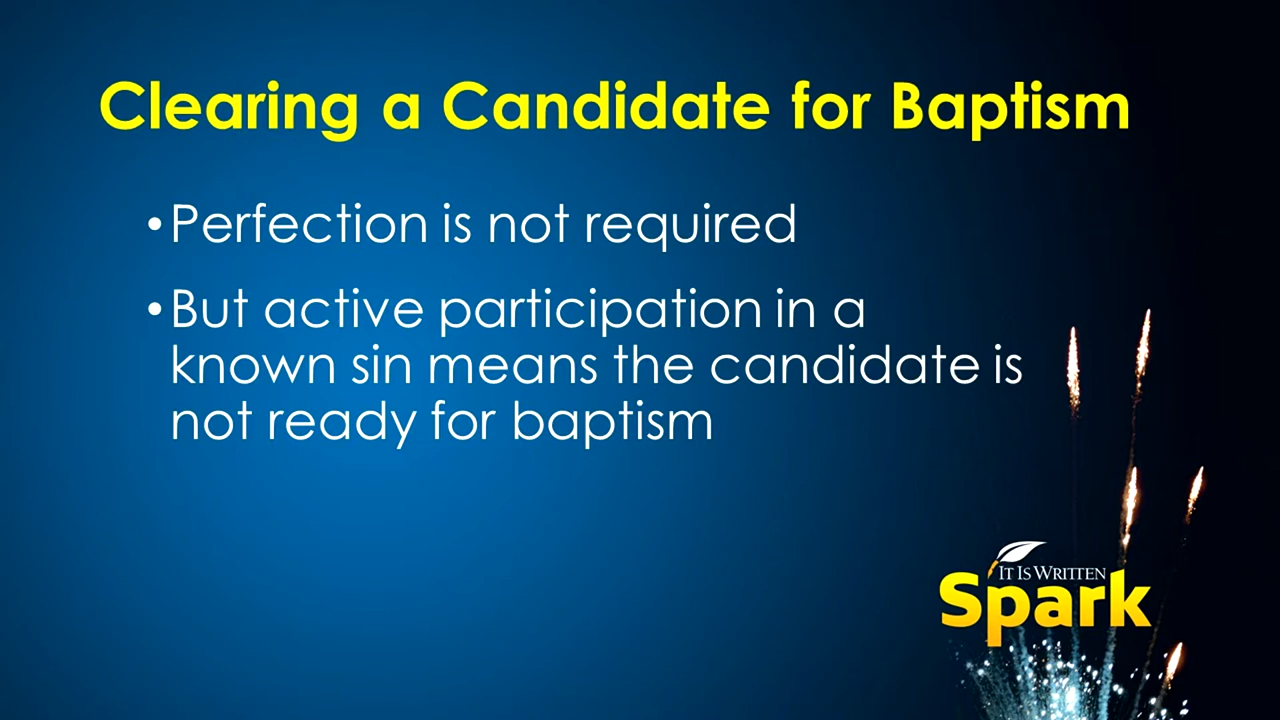 Clearing a Candidate for Baptism
•Perfection is not required
•But active participation in a
known sin means the candidate is
not ready for baptism
IT IS WRITTEN
Spark